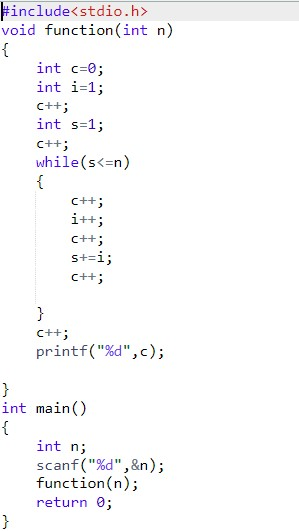 #include<stdio.h>
void function(int n)
{
    int c=0;
    int i=1;
    c++;
    int s=1;
    c++;
    while(s<=n)
    {
        c++;
        i++;
        c++;
        s+=i;
        c++;

    }
    c++;
    printf("%d",c);

}
int main()
{
    int n;
    scanf("%d",&n);
    function(n);
    return 0;
}